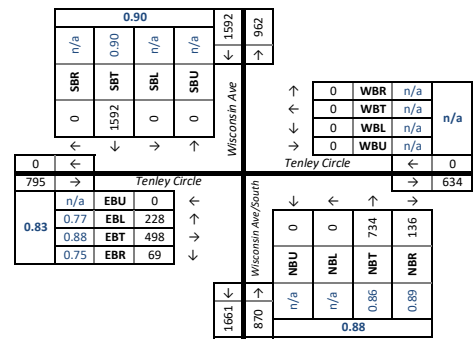 0.90
n/a 0.90 n/a n/a
SBR SBT SBL SBU
0 1592 0 0
← ↓ → ↑
1592 962
↓ ↑
Wisconsin Ave
↑ 0 WBR n/a
← 0 WBT n/a
↓ 0 WBL n/a
→ 0 WBU n/a
n/a
Tenley Circle
← 0
0 ←
795 →
Tenley Circle
→ 634
0.83
n/a EBU 0 ←
0.77 EBL 228 ↑
0.88 EBT 498 →
0.75 EBR 69 ↓
Wisconsin Ave/South
↓ ← ↑ →
0 0 734 136
NBU NBL NBT NBR
n/a n/a 0.86 0.89
0.88
↓ ↑
1661 870